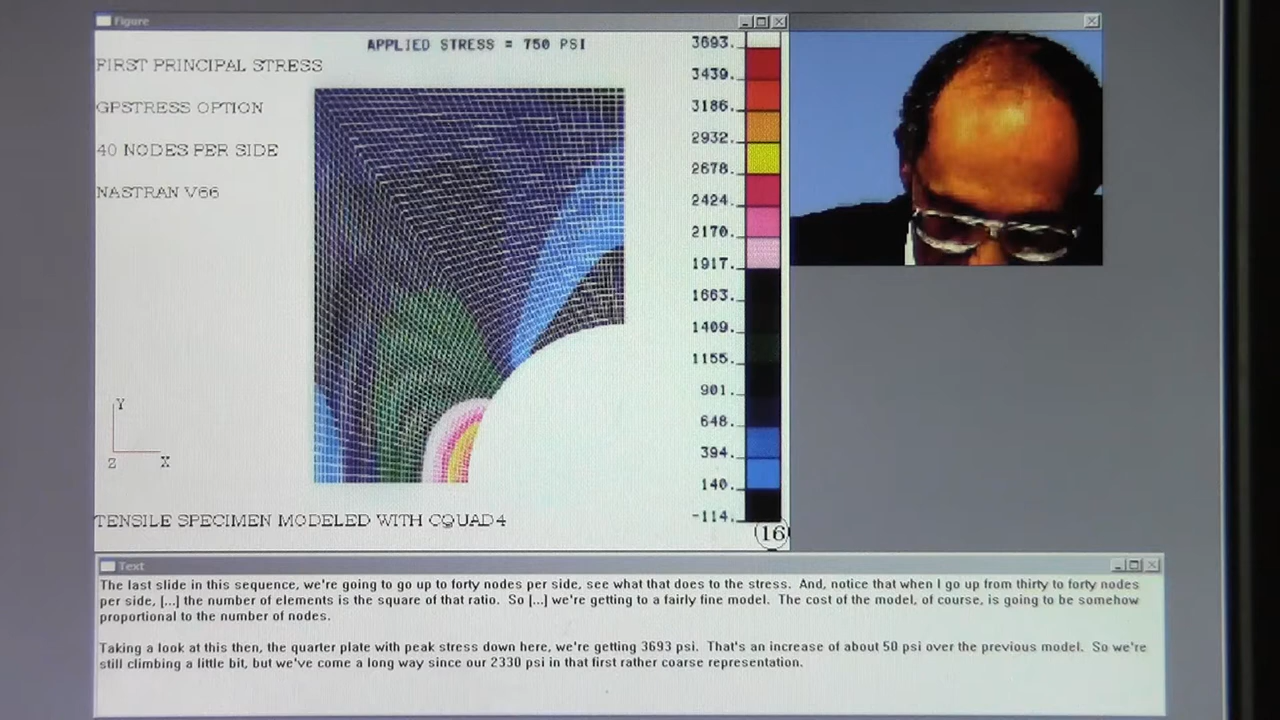 Figure
APPLIED STRESS = 750 PSI
FIRST PRINCIPAL STRESS
GPSTRESS OPTION
40 NODES PER SIDE
NASTRAN V66
3693.
3439.
3186.
2932.
2678.
2424.
2170.
1917.
1663.
1409.
1155.
901.
648.
394.
140.
-114.
Y
Z X
TENSILE SPECIMEN MODELED WITH CQUAD4
16
Text
The last slide in this sequence, we're going to go up to forty nodes per side, see what that does to the stress. And, notice that when I go up from thirty to forty nodes
per side, [...] the number of elements is the square of that ratio. So [...] we're getting to a fairly fine model. The cost of the model, of course, is going to be somehow
proportional to the number of nodes.
Taking a look at this then, the quarter plate with peak stress down here, we're getting 3693 psi. That's an increase of about 50 psi over the previous model. So we're
still climbing a little bit, but we've come a long way since our 2330 psi in that first rather coarse representation.